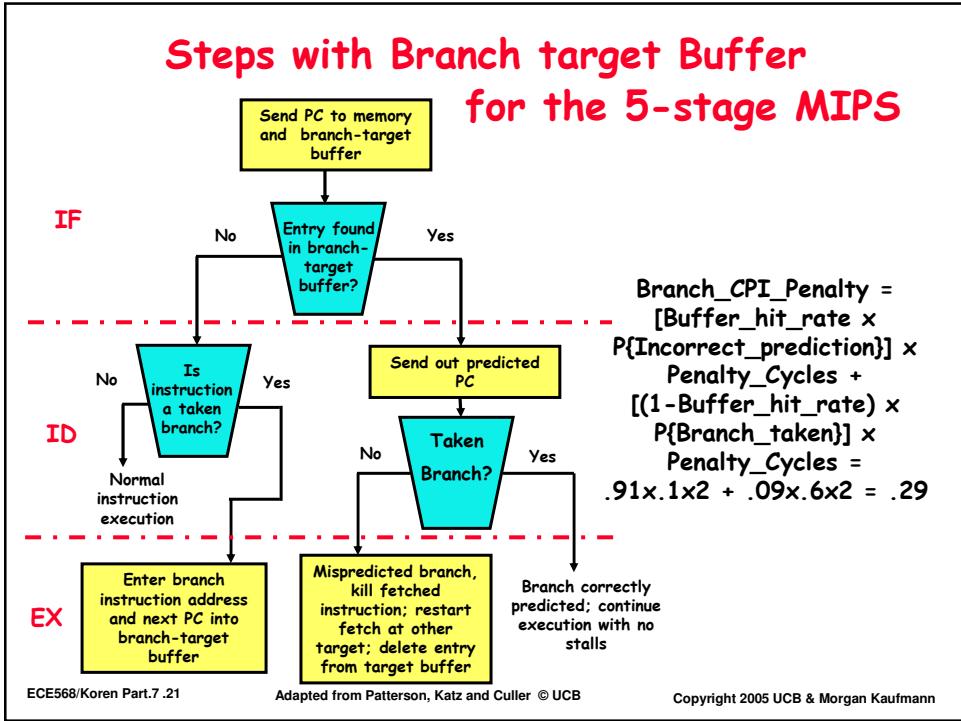 Steps with Branch target Buffer
for the 5-stage MIPS
Send PC to memory
and branch-target
buffer
IF
No
Entry found
in branch-
target
buffer?
Yes
Branch_CPI_Penalty =
[Buffer_hit_rate x
P{Incorrect_prediction}] x
Penalty_Cycles +
[(1-Buffer_hit_rate) x
P{Branch_taken}] x
Penalty_Cycles =
.91x.1x2 + .09x.6x2 = .29
ID
No
Is
instruction
a taken
branch?
Yes
Send out predicted
PC
No
Taken
Branch?
Yes
Normal
instruction
execution
EX
Enter branch
instruction address
and next PC into
branch-target
buffer
Mispredicted branch,
kill fetched
instruction; restart
fetch at other
target; delete entry
from target buffer
Branch correctly
predicted; continue
execution with no
stalls
ECE568/Koren Part.7 .21
Adapted from Patterson, Katz and Culler © UCB
Copyright 2005 UCB & Morgan Kaufmann